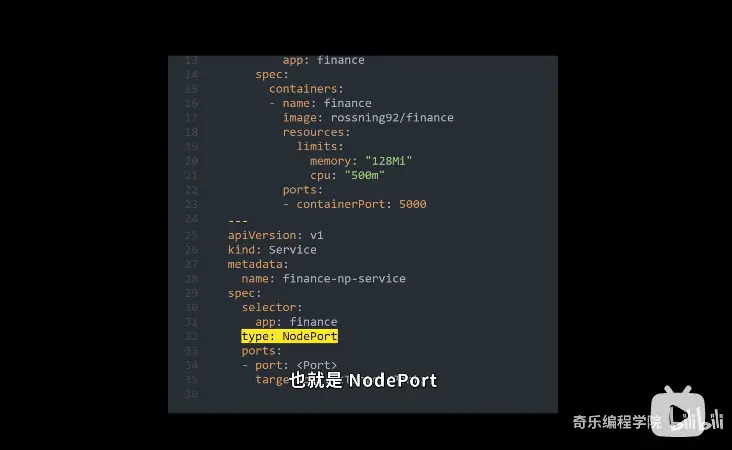 13 app: finance
14 spec:
15 containers:
16 - name: finance
17 image: rossning92/finance
18 resources:
19 limits:
20 memory: "128Mi"
21 cpu: "500m"
22 ports:
23 - containerPort: 5000
24 ---
25 apiVersion: v1
26 kind: Service
27 metadata:
28 name: finance-np-service
29 spec:
30 selector:
31 app: finance
32 type: NodePort
33 ports:
34 - port: <Port>
35 targe
36
也就是 NodePort
奇乐编程学院 bilibili